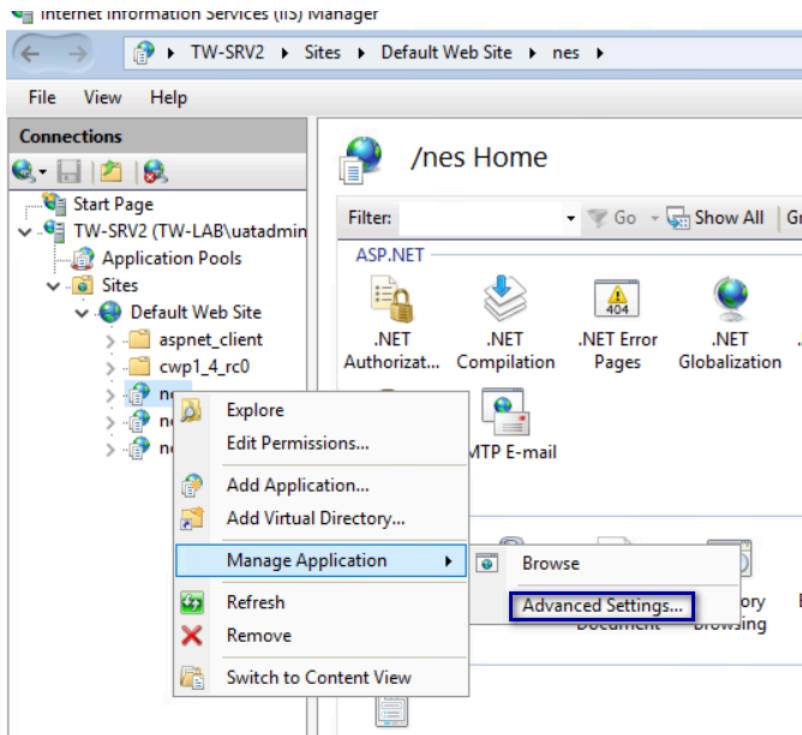 Internet Information Services (IIS) Manager
TW-SRV2 Sites Default Web Site nes
File View Help
Connections
/nes Home
Start Page
TW-SRV2 (TW-LAB\uatadmin
Application Pools
Sites
Default Web Site
aspnet_client
cwp1_4_rc0
Filter: Go Show All
ASP.NET
.NET Authorizat...
.NET Compilation
404
.NET Error Pages
.NET Globalization
MTP E-mail
Explore
Edit Permissions...
Add Application...
Add Virtual Directory...
Manage Application
Refresh
Remove
Switch to Content View
Browse
Advanced Settings...
ory
Document Browsing